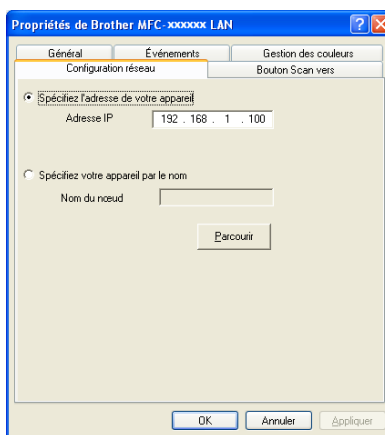 Propriétés de Brother MFC-xxxxxx LAN
Général Événements Gestion des couleurs
Configuration réseau Bouton Scan vers
Spécifiez l'adresse de votre appareil
Adresse IP 192 . 168 . 1 . 100
Spécifiez votre appareil par le nom
Nom du nœud
Parcourir
OK Annuler Appliquer